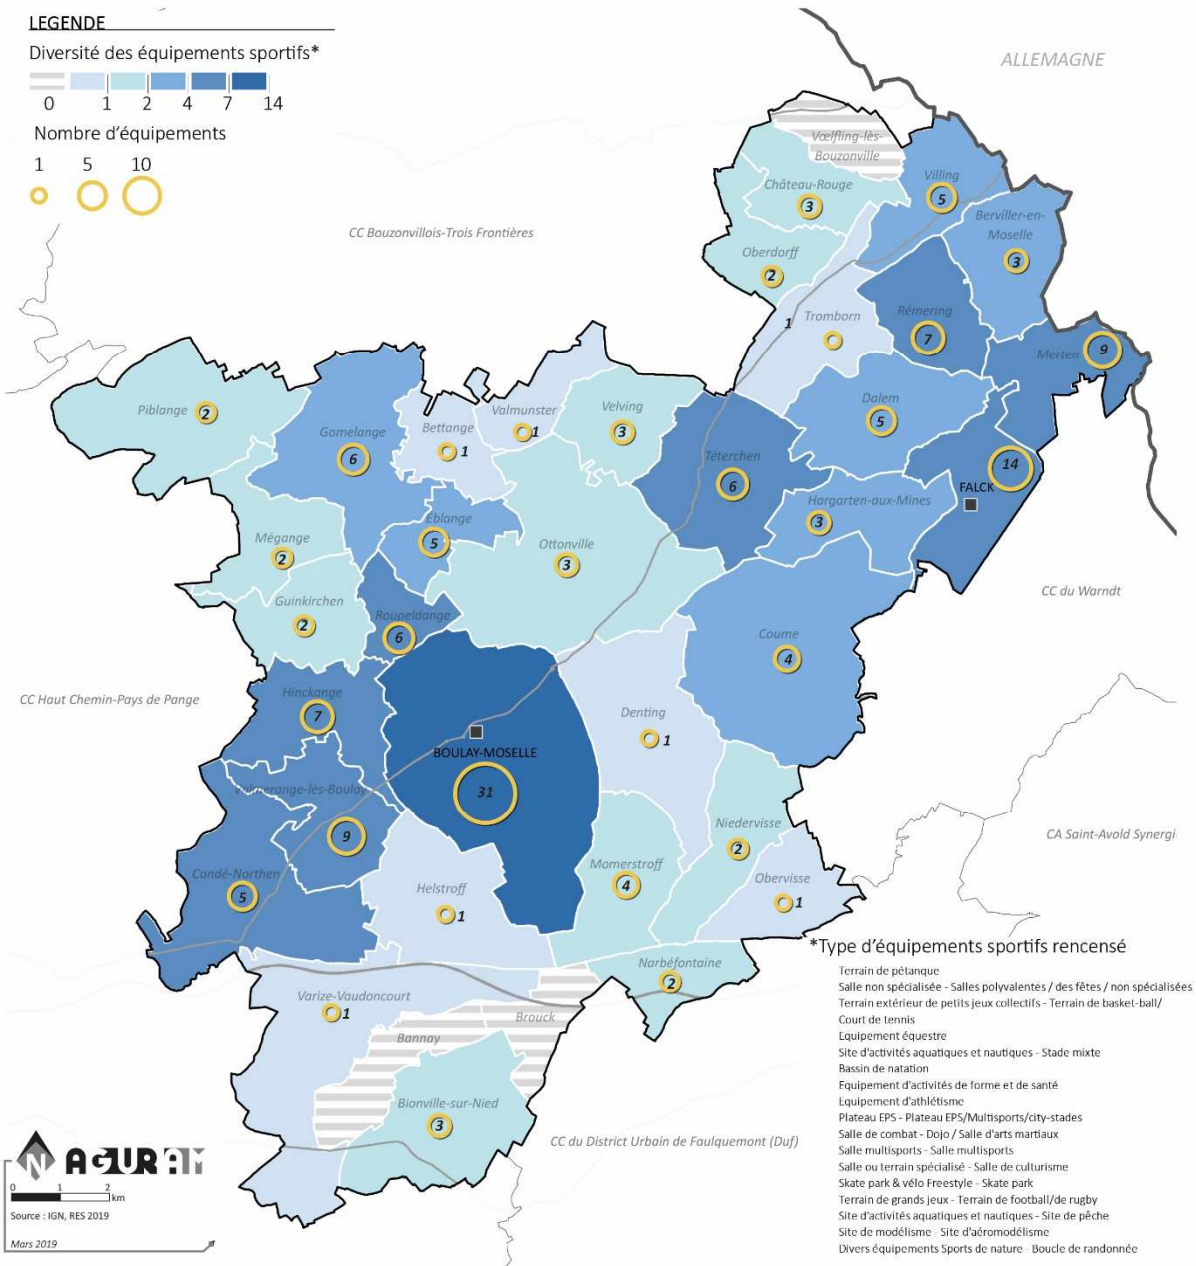 LEGENDE
Diversité des équipements sportifs*
0 1 2 4 7 14
Nombre d'équipements
1 5 10
ALLEMAGNE
CC Bouzonvillois-Trois Frontières
Vœlfling-lès-
Bouzonville
Château-Rouge
3
Villing
5
Berviller-en-
Moselle
3
Oberdorff
2
Tromborn
1
Rémering
7
Merten
9
Piblange
2
Gomelange
6
Bettange
1
Valmunster
1
Velving
3
Dalem
5
Téterchen
6
14
FALCK
Hargarten-aux-Mines
3
Eblange
5
Mégange
2
Ottonville
3
Guinkirchen
2
Roupeldange
6
CC du Warndt
Coume
4
CC Haut Chemin-Pays de Pange
Hinckange
7
Denting
1
BOULAY-MOSELLE
31
Volmerange-lès-Boulay
9
Niedervisse
2
CA Saint-Avold Synergi
Momerstroff
4
Condé-Northen
5
Helstroff
1
Obervisse
1
Narbéfontaine
2
Varize-Vaudoncourt
1
Brouck
Bannay
Bionville-sur-Nied
3
CC du District Urbain de Faulquemont (Duf)
*Type d'équipements sportifs rencensé
Terrain de pétanque
Salle non spécialisée - Salles polyvalentes / des fêtes / non spécialisées
Terrain extérieur de petits jeux collectifs - Terrain de basket-ball/
Court de tennis
Equipement équestre
Site d'activités aquatiques et nautiques - Stade mixte
Bassin de natation
Equipement d'activités de forme et de santé
Equipement d'athlétisme
Plateau EPS - Plateau EPS/Multisports/city-stades
Salle de combat - Dojo / Salle d'arts martiaux
Salle multisports - Salle multisports
Salle ou terrain spécialisé - Salle de culturisme
Skate park & vélo Freestyle - Skate park
Terrain de grands jeux - Terrain de football/de rugby
Site d'activités aquatiques et nautiques - Site de pêche
Site de modélisme - Site d'aéromodélisme
Divers équipements Sports de nature - Boucle de randonnée
N AGURAM
0 1 2
km
Source : IGN, RES 2019
Mars 2019